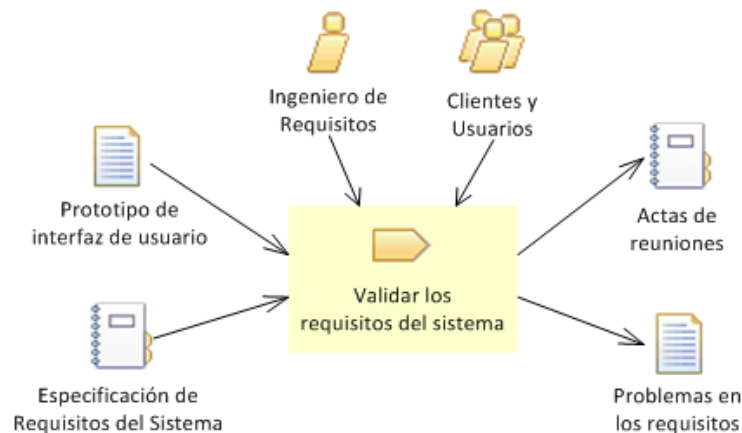 Ingeniero de
Requisitos
Clientes y
Usuarios
Prototipo de
interfaz de usuario
Actas de
reuniones
Validar los
requisitos del sistema
Especificación de
Requisitos del Sistema
Problemas en
los requisitos